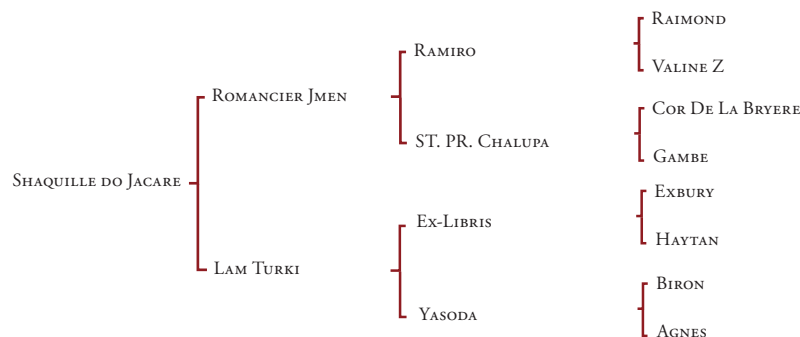 Raimond
Ramiro
Valine Z
Romancier Jmen
Cor De La Bryere
ST. PR. Chalupa
Gambe
Shaquille do Jacare
Exbury
Ex-Libris
Haytan
Lam Turki
Biron
Yasoda
Agnes